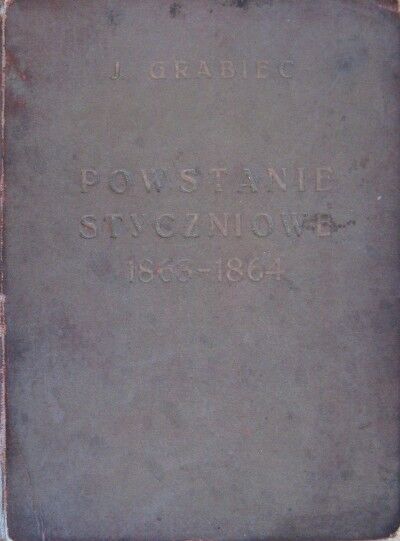 J. GRABIEC
POWSTANIE
STYCZNIOWE
1863-1864